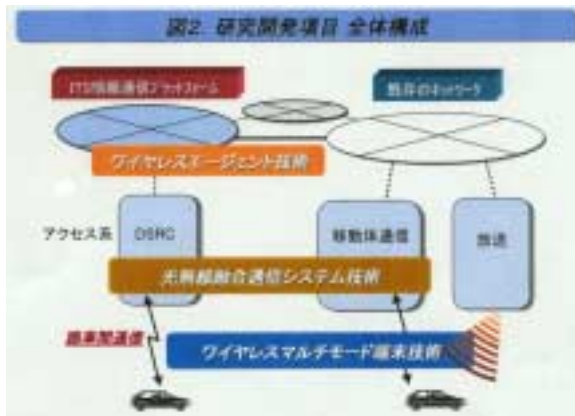 図2. 研究開発項目 全体構成
ITS情報通信プラットフォーム
既存のネットワーク
ワイヤレスエージェント技術
アクセス系
DSRC
移動体通信
放送
光無線融合通信システム技術
路車間通信
ワイヤレスマルチモード端末技術